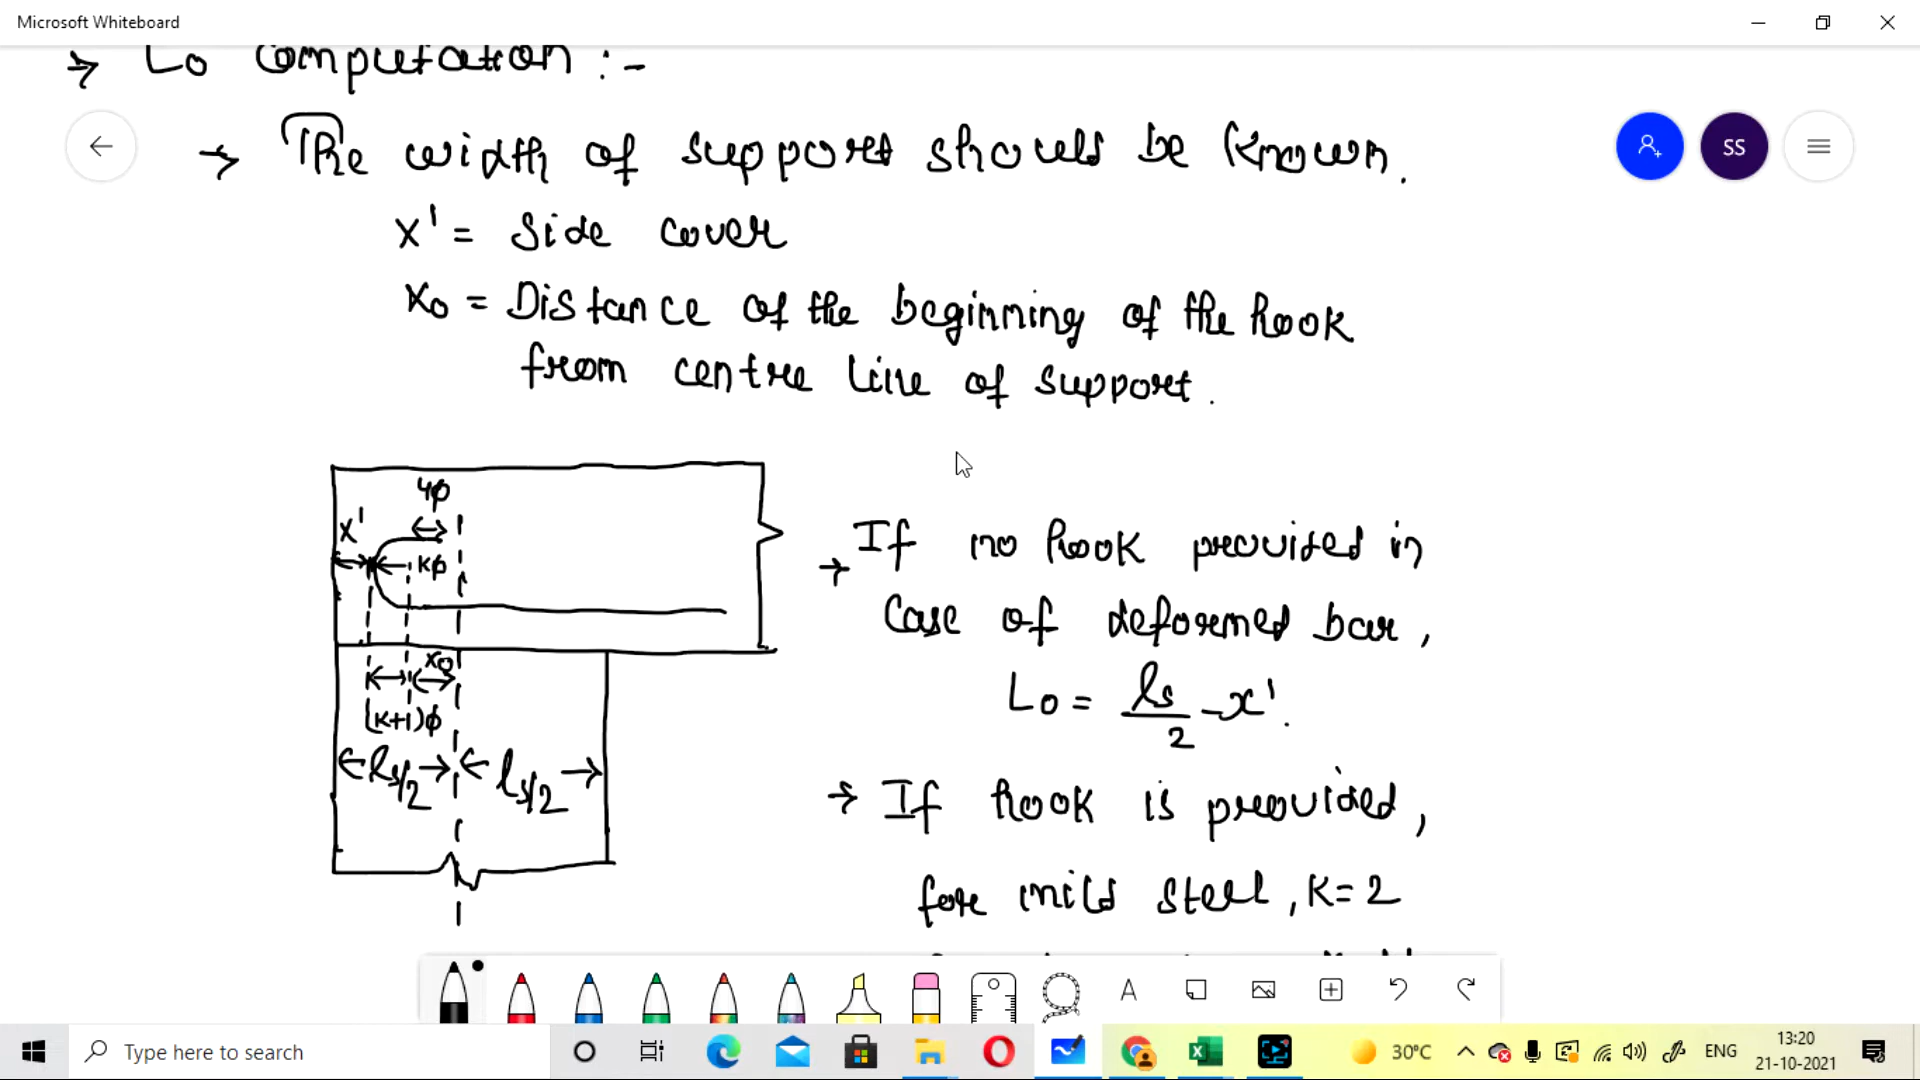 Microsoft Whiteboard
→ Lo Computation :-
→ The width of support should be known.
SS
x' = Side cover
x₀ = Distance of the beginning of the hook
from centre line of support.
4φ
x'
kφ
x₀
(k+1)φ
ls/2
ls/2
→ If no hook provided in
Case of deformed bar,
Lo = ls/2 - x'.
→ If hook is provided,
for mild steel, K=2
A
Type here to search
30°C
ENG
13:20
21-10-2021